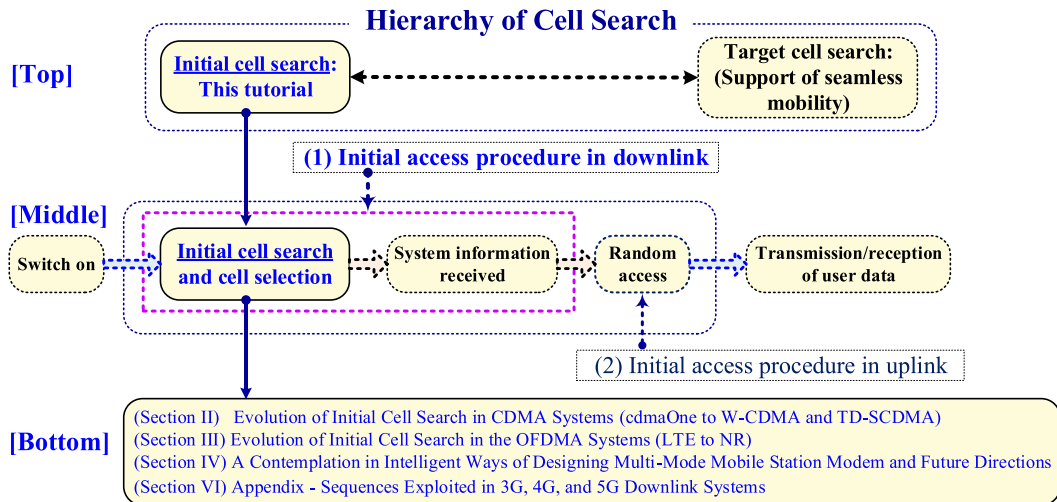 Hierarchy of Cell Search
[Top]
Initial cell search:
This tutorial
Target cell search:
(Support of seamless
mobility)
(1) Initial access procedure in downlink
[Middle]
Switch on
Initial cell search
and cell selection
System information
received
Random
access
Transmission/reception
of user data
(2) Initial access procedure in uplink
[Bottom]
(Section II) Evolution of Initial Cell Search in CDMA Systems (cdmaOne to W-CDMA and TD-SCDMA)
(Section III) Evolution of Initial Cell Search in the OFDMA Systems (LTE to NR)
(Section IV) A Contemplation in Intelligent Ways of Designing Multi-Mode Mobile Station Modem and Future Directions
(Section VI) Appendix - Sequences Exploited in 3G, 4G, and 5G Downlink Systems